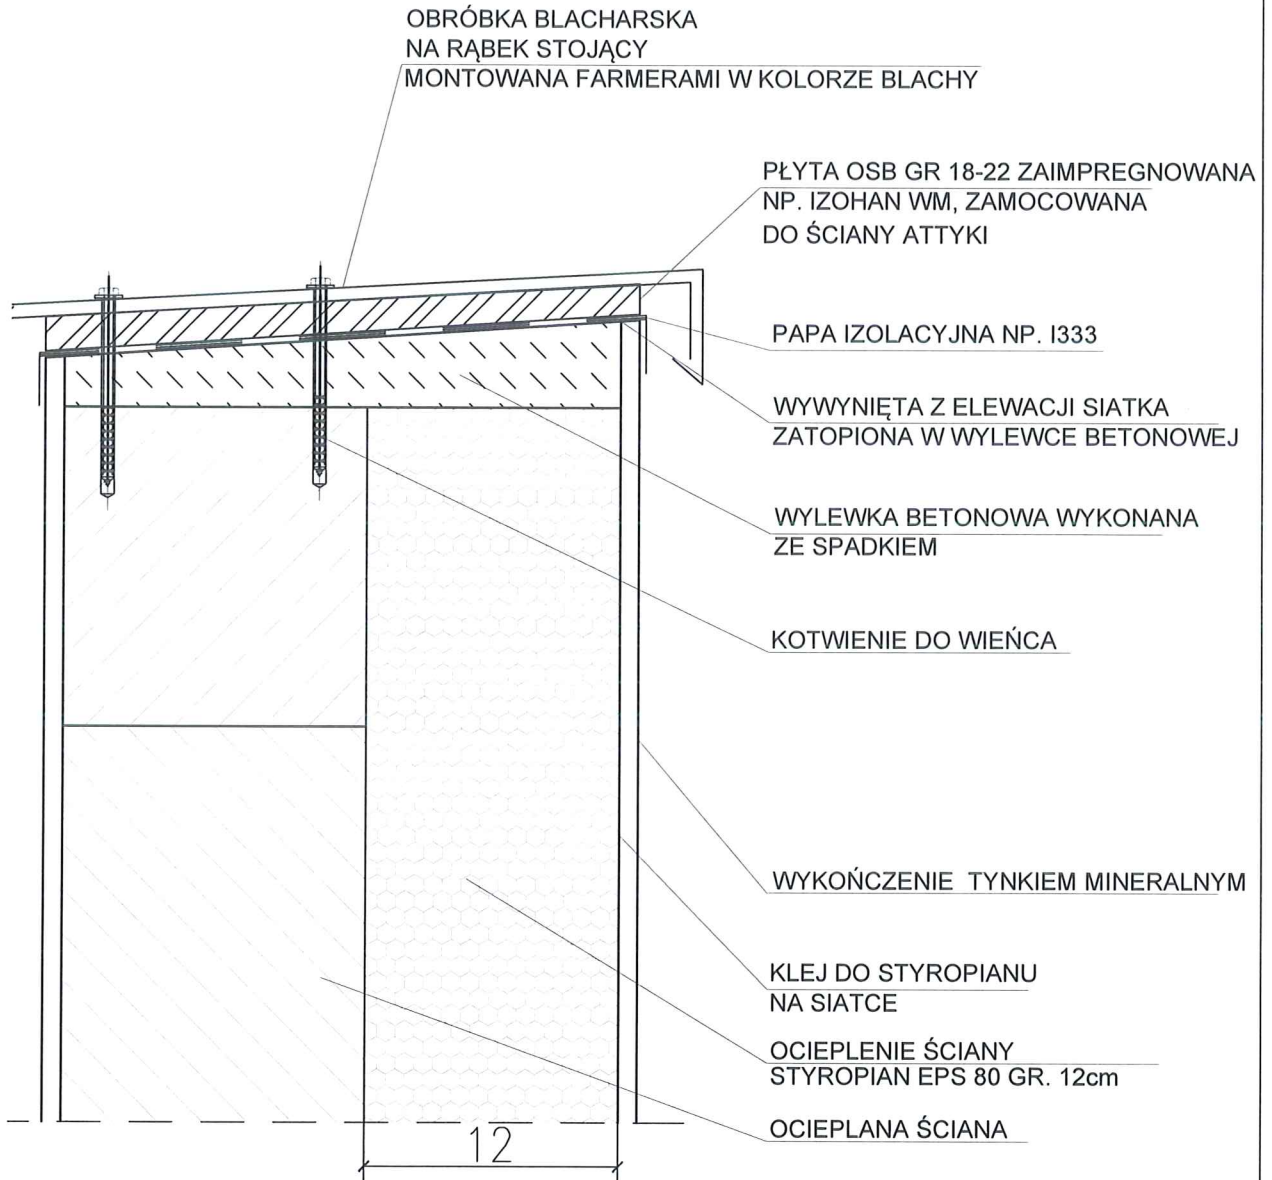 OBRÓBKA BLACHARSKA
NA RĄBEK STOJĄCY
MONTOWANA FARMERAMI W KOLORZE BLACHY
PŁYTA OSB GR 18-22 ZAIMPREGNOWANA
NP. IZOHAN WM, ZAMOCOWANA
DO ŚCIANY ATTYKI
PAPA IZOLACYJNA NP. I333
WYWYNIĘTA Z ELEWACJI SIATKA
ZATOPIONA W WYLEWCE BETONOWEJ
WYLEWKA BETONOWA WYKONANA
ZE SPADKIEM
KOTWIENIE DO WIEŃCA
WYKOŃCZENIE TYNKIEM MINERALNYM
KLEJ DO STYROPIANU
NA SIATCE
OCIEPLENIE ŚCIANY
STYROPIAN EPS 80 GR. 12cm
OCIEPLANA ŚCIANA
12